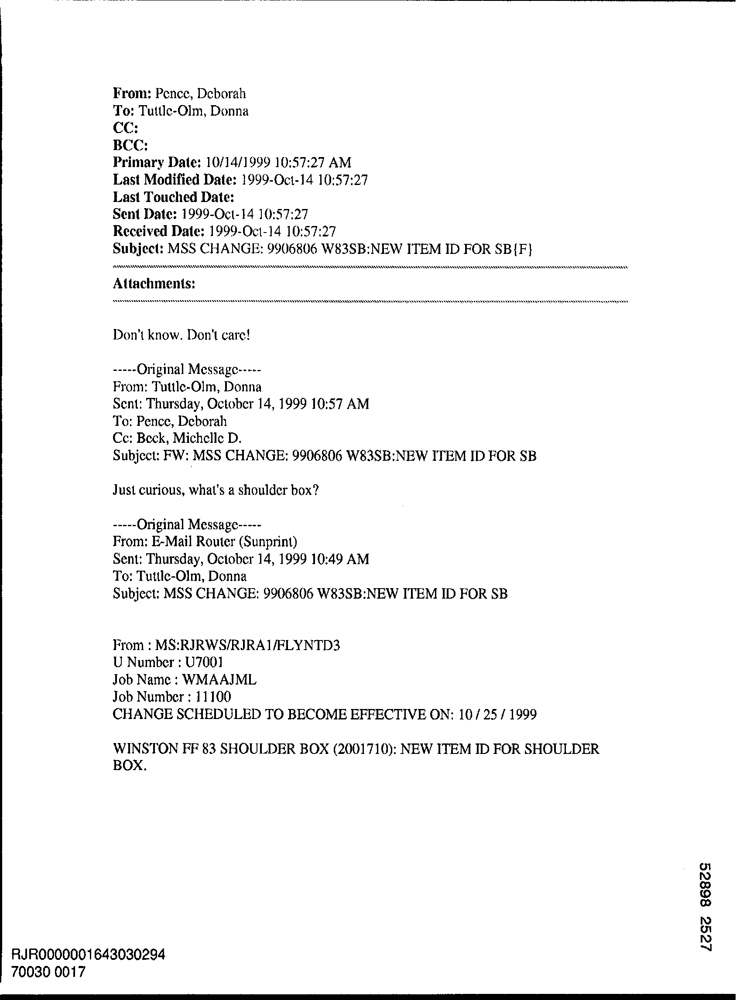 From: Pence, Deborah
To: Tuttle-Olm, Donna
CC:
BCC:
Primary Date: 10/14/1999 10:57:27 AM
Last Modified Date: 1999-Oct-14 10:57:27
Last Touched Date:
Sent Date: 1999-Oct-14 10:57:27
Received Date: 1999-Oct-14 10:57:27
Subject: MSS CHANGE: 9906806 W83SB:NEW ITEM ID FOR SB{F}
Attachments:
Don't know. Don't care!
-----Original Message-----
From: Tuttle-Olm, Donna
Sent: Thursday, October 14, 1999 10:57 AM
To: Pence, Deborah
Cc: Beck, Michelle D.
Subject: FW: MSS CHANGE: 9906806 W83SB:NEW ITEM ID FOR SB
Just curious, what's a shoulder box?
-----Original Message-----
From: E-Mail Router (Sunprint)
Sent: Thursday, October 14, 1999 10:49 AM
To: Tuttle-Olm, Donna
Subject: MSS CHANGE: 9906806 W83SB:NEW ITEM ID FOR SB
From : MS:RJRWS/RJRA1/FLYNTD3
U Number : U7001
Job Name : WMAAJML
Job Number : 11100
CHANGE SCHEDULED TO BECOME EFFECTIVE ON: 10 / 25 / 1999
WINSTON FF 83 SHOULDER BOX (2001710): NEW ITEM ID FOR SHOULDER
BOX.
52898 2527
RJR0000001643030294
70030 0017